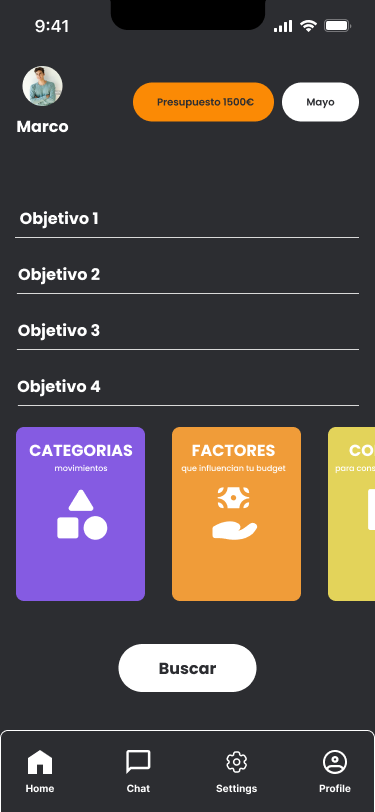 9:41
Presupuesto 1500€
Mayo
Marco
Objetivo 1
Objetivo 2
Objetivo 3
Objetivo 4
CATEGORIAS
movimientos
FACTORES
que influencian tu budget
CO
para cons
Buscar
Home
Chat
Settings
Profile